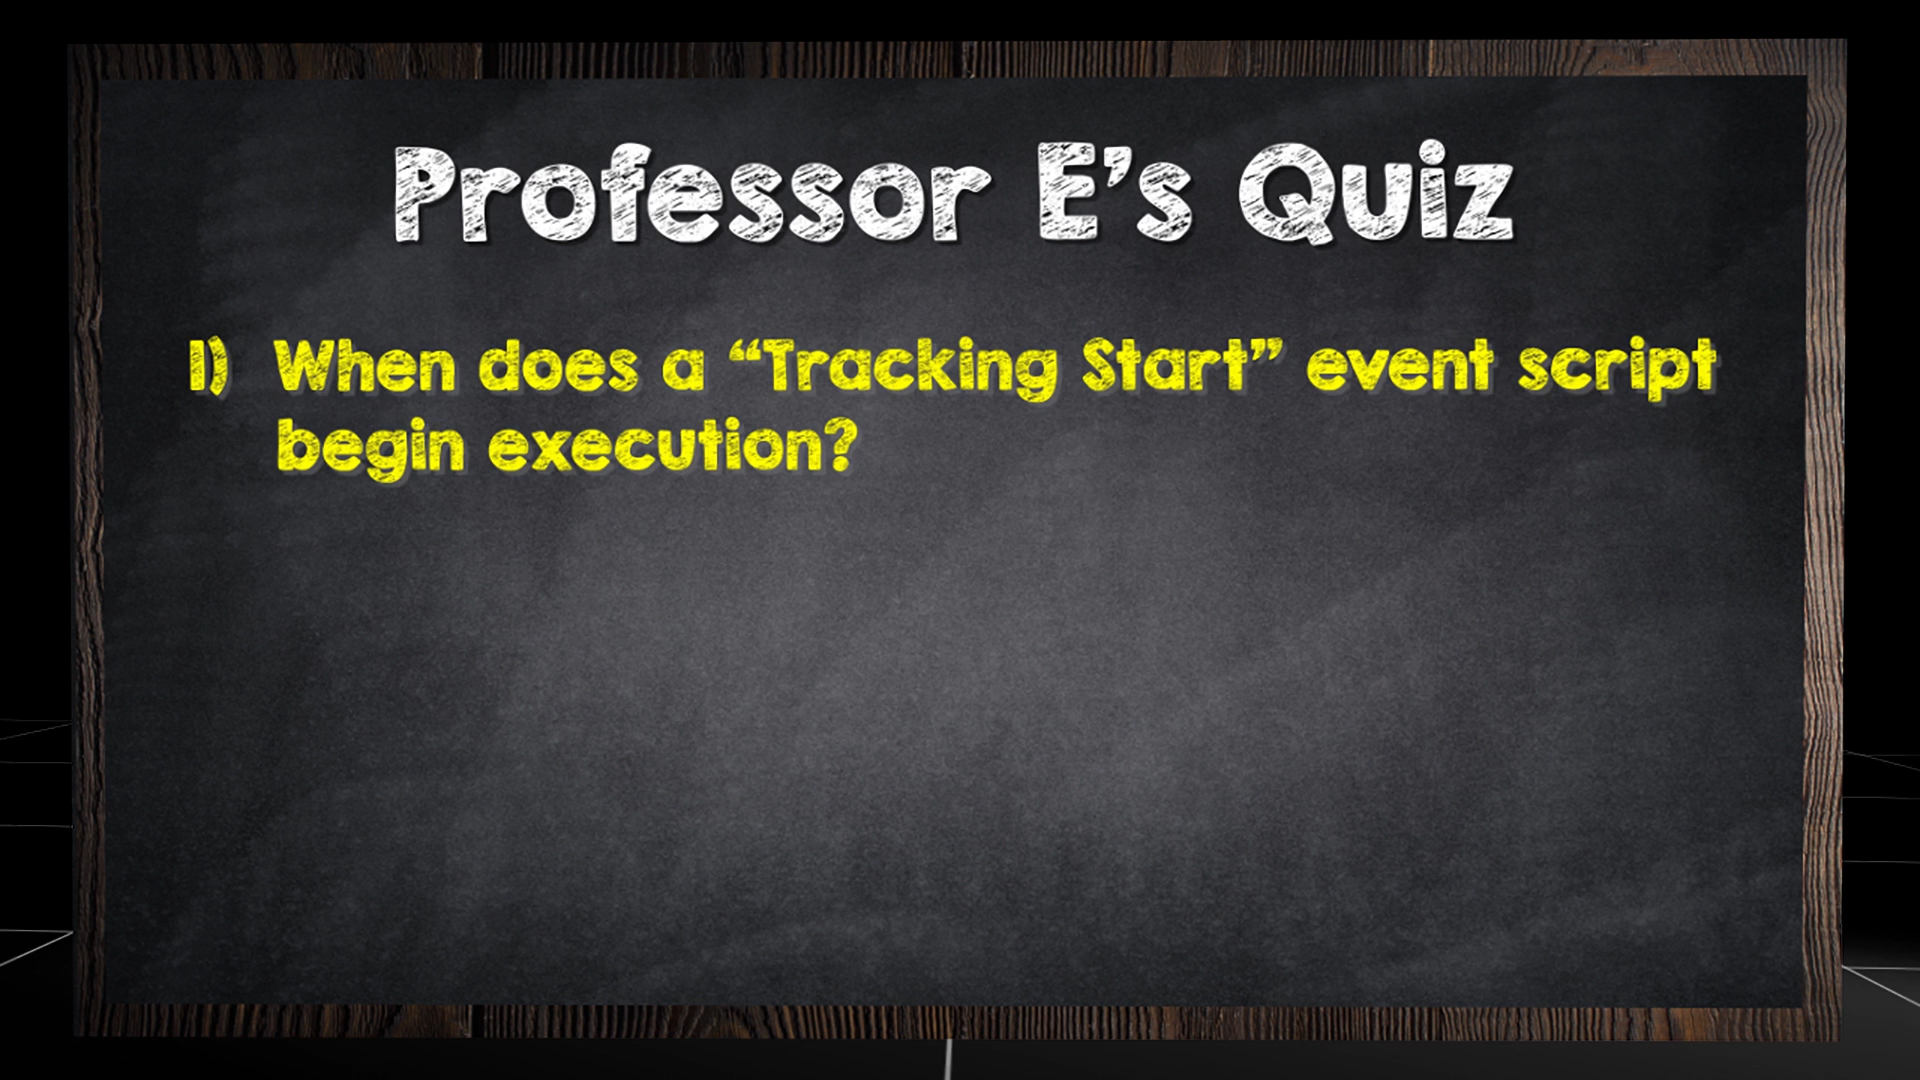 Professor E’s Quiz
1) When does a “Tracking Start” event script
begin execution?